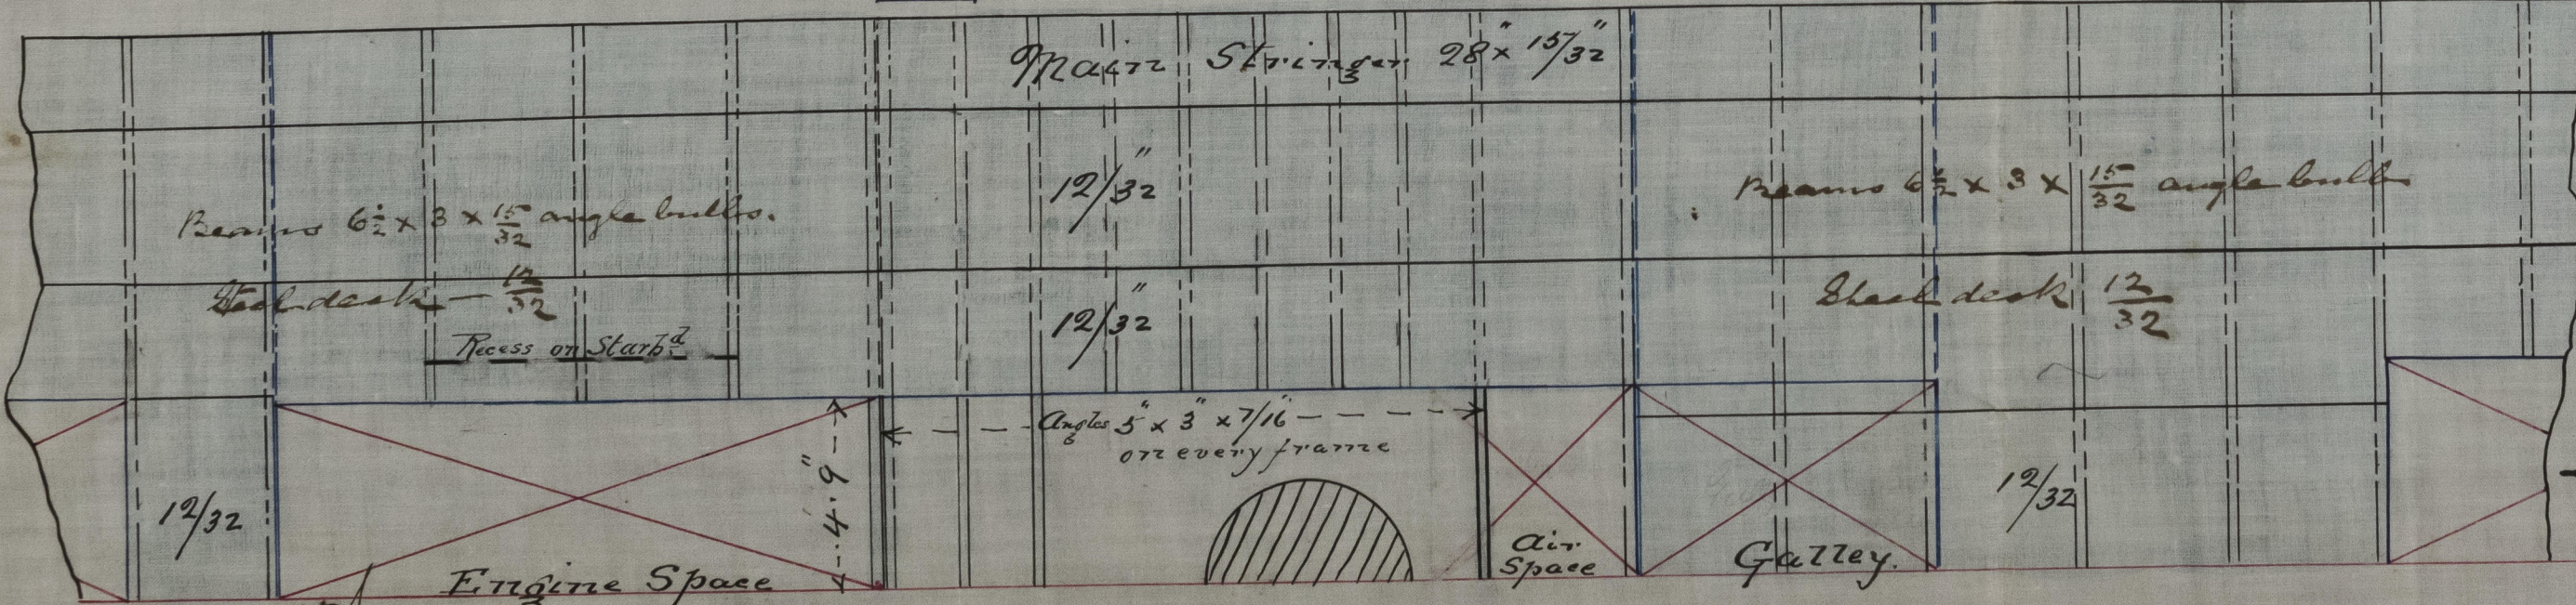 Main Stringer 28" x 15/32"
12/32"
Beams 6½ x 3 x 15/32 angle bulbs.
Beams 6½ x 3 x 15/32 angle bulb
Steel deck — 12/32
12/32"
Steel deck 12/32
Recess on Starbd
Angles 5" x 3" x 7/16"
on every frame
4'.9"
12/32
12/32
Engine Space
Air
Space
Galley.